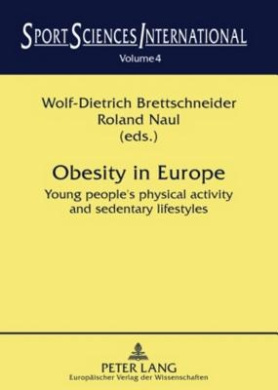 SPORT SCIENCES INTERNATIONAL
Volume 4
Wolf-Dietrich Brettschneider
Roland Naul
(eds.)
Obesity in Europe
Young people's physical activity
and sedentary lifestyles
PETER LANG
Europäischer Verlag der Wissenschaften